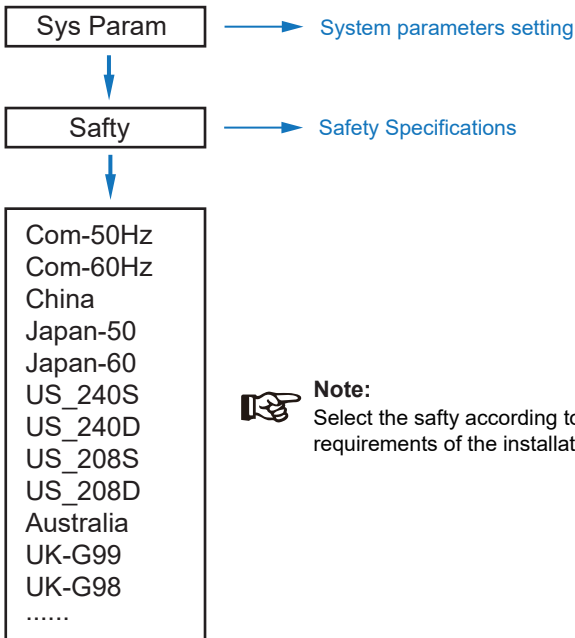 Sys Param
System parameters setting
Safty
Safety Specifications
Com-50Hz
Com-60Hz
China
Japan-50
Japan-60
US_240S
US_240D
US_208S
US_208D
Australia
UK-G99
UK-G98
......
Note:
Select the safty according to
requirements of the